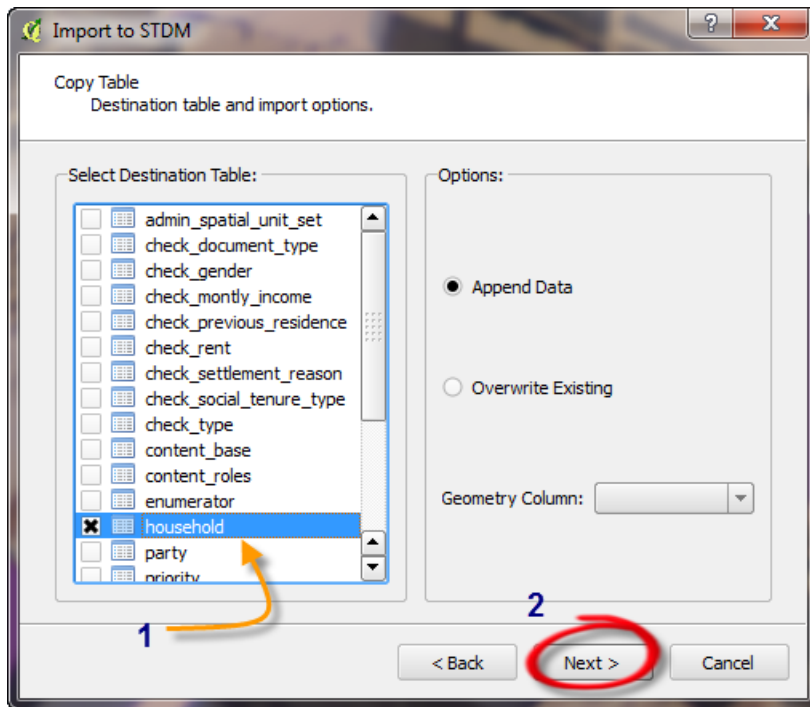 Import to STDM
?
X
Copy Table
Destination table and import options.
Select Destination Table:
admin_spatial_unit_set
check_document_type
check_gender
check_montly_income
check_previous_residence
check_rent
check_settlement_reason
check_social_tenure_type
check_type
content_base
content_roles
enumerator
household
party
priority
Options:
Append Data
Overwrite Existing
Geometry Column:
1
2
< Back
Next >
Cancel